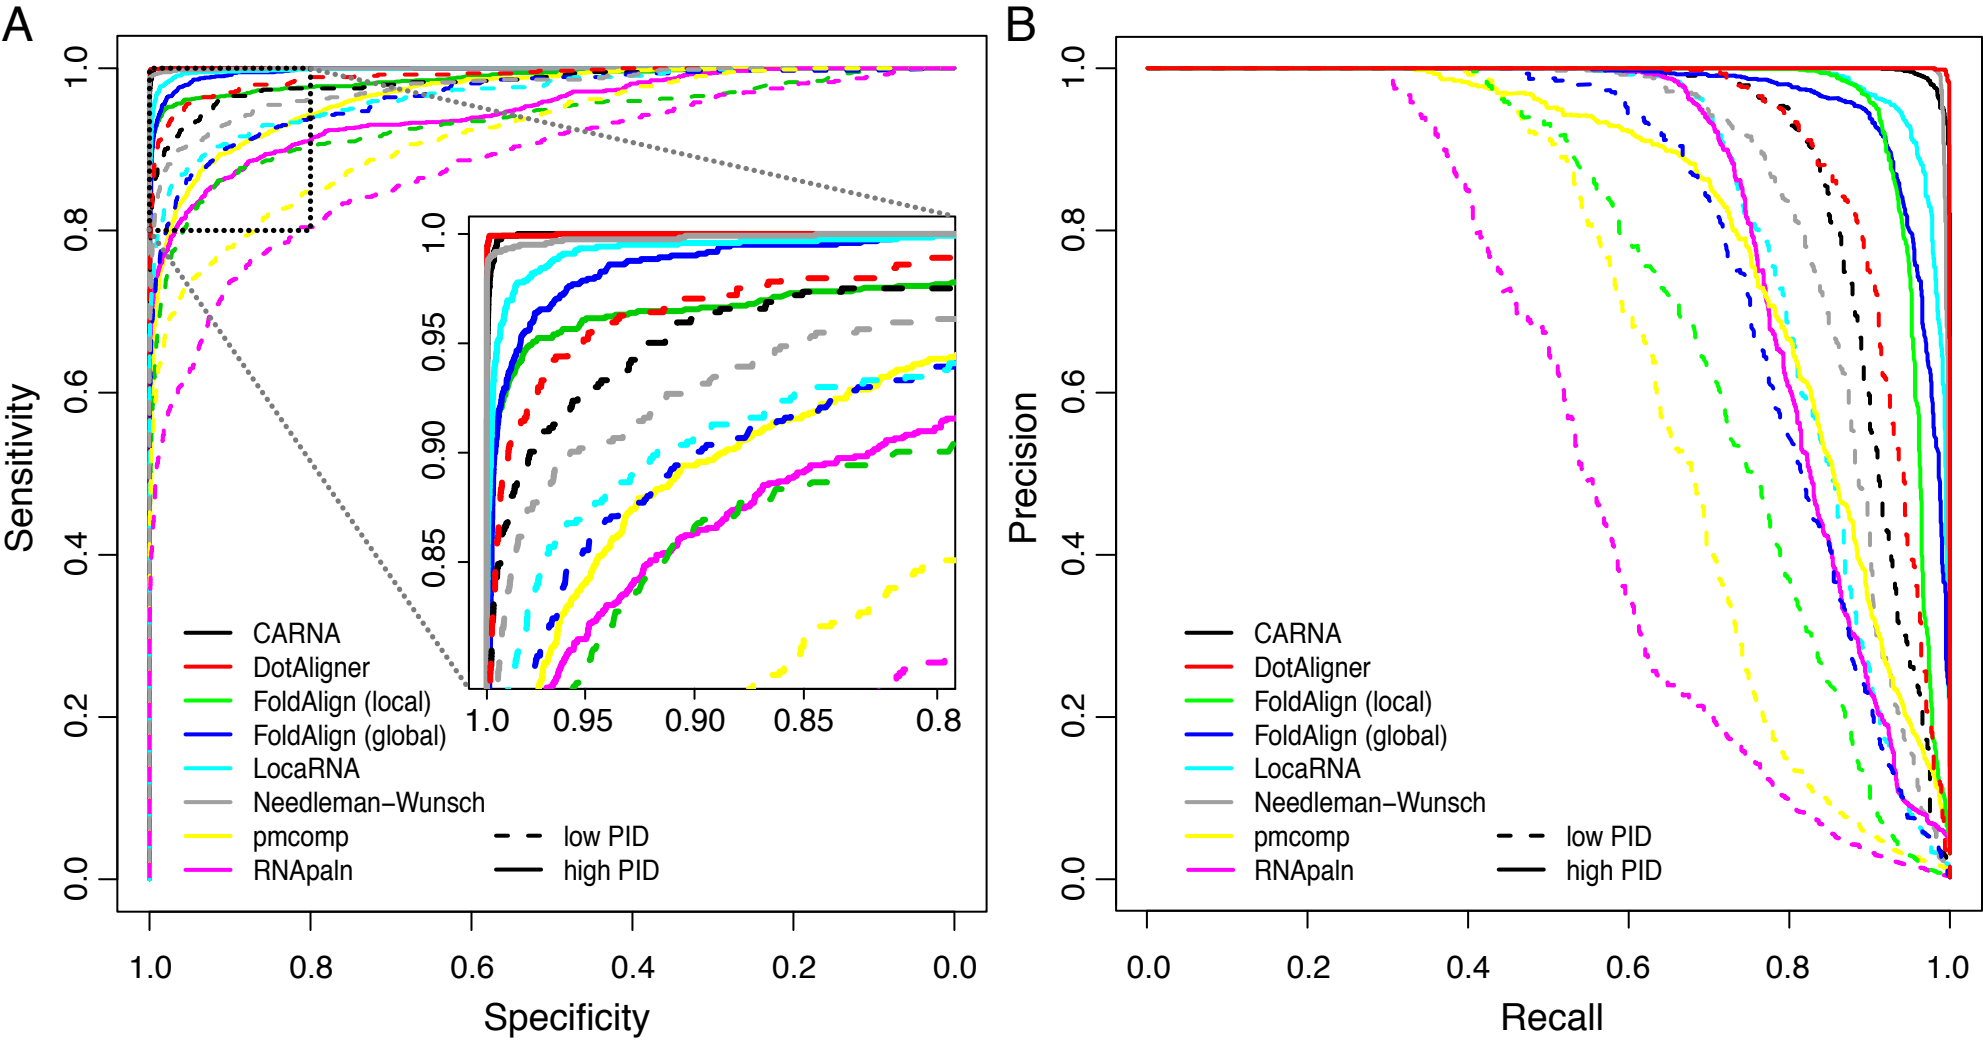 A
Sensitivity
1.0
0.8
0.6
0.4
0.2
0.0
1.0
0.95
0.90
0.85
1.0
0.95
0.90
0.85
0.8
CARNA
DotAligner
FoldAlign (local)
FoldAlign (global)
LocaRNA
Needleman−Wunsch
pmcomp
RNApaln
low PID
high PID
1.0 0.8 0.6 0.4 0.2 0.0
Specificity
B
Precision
1.0
0.8
0.6
0.4
0.2
0.0
CARNA
DotAligner
FoldAlign (local)
FoldAlign (global)
LocaRNA
Needleman−Wunsch
pmcomp
RNApaln
low PID
high PID
0.0 0.2 0.4 0.6 0.8 1.0
Recall